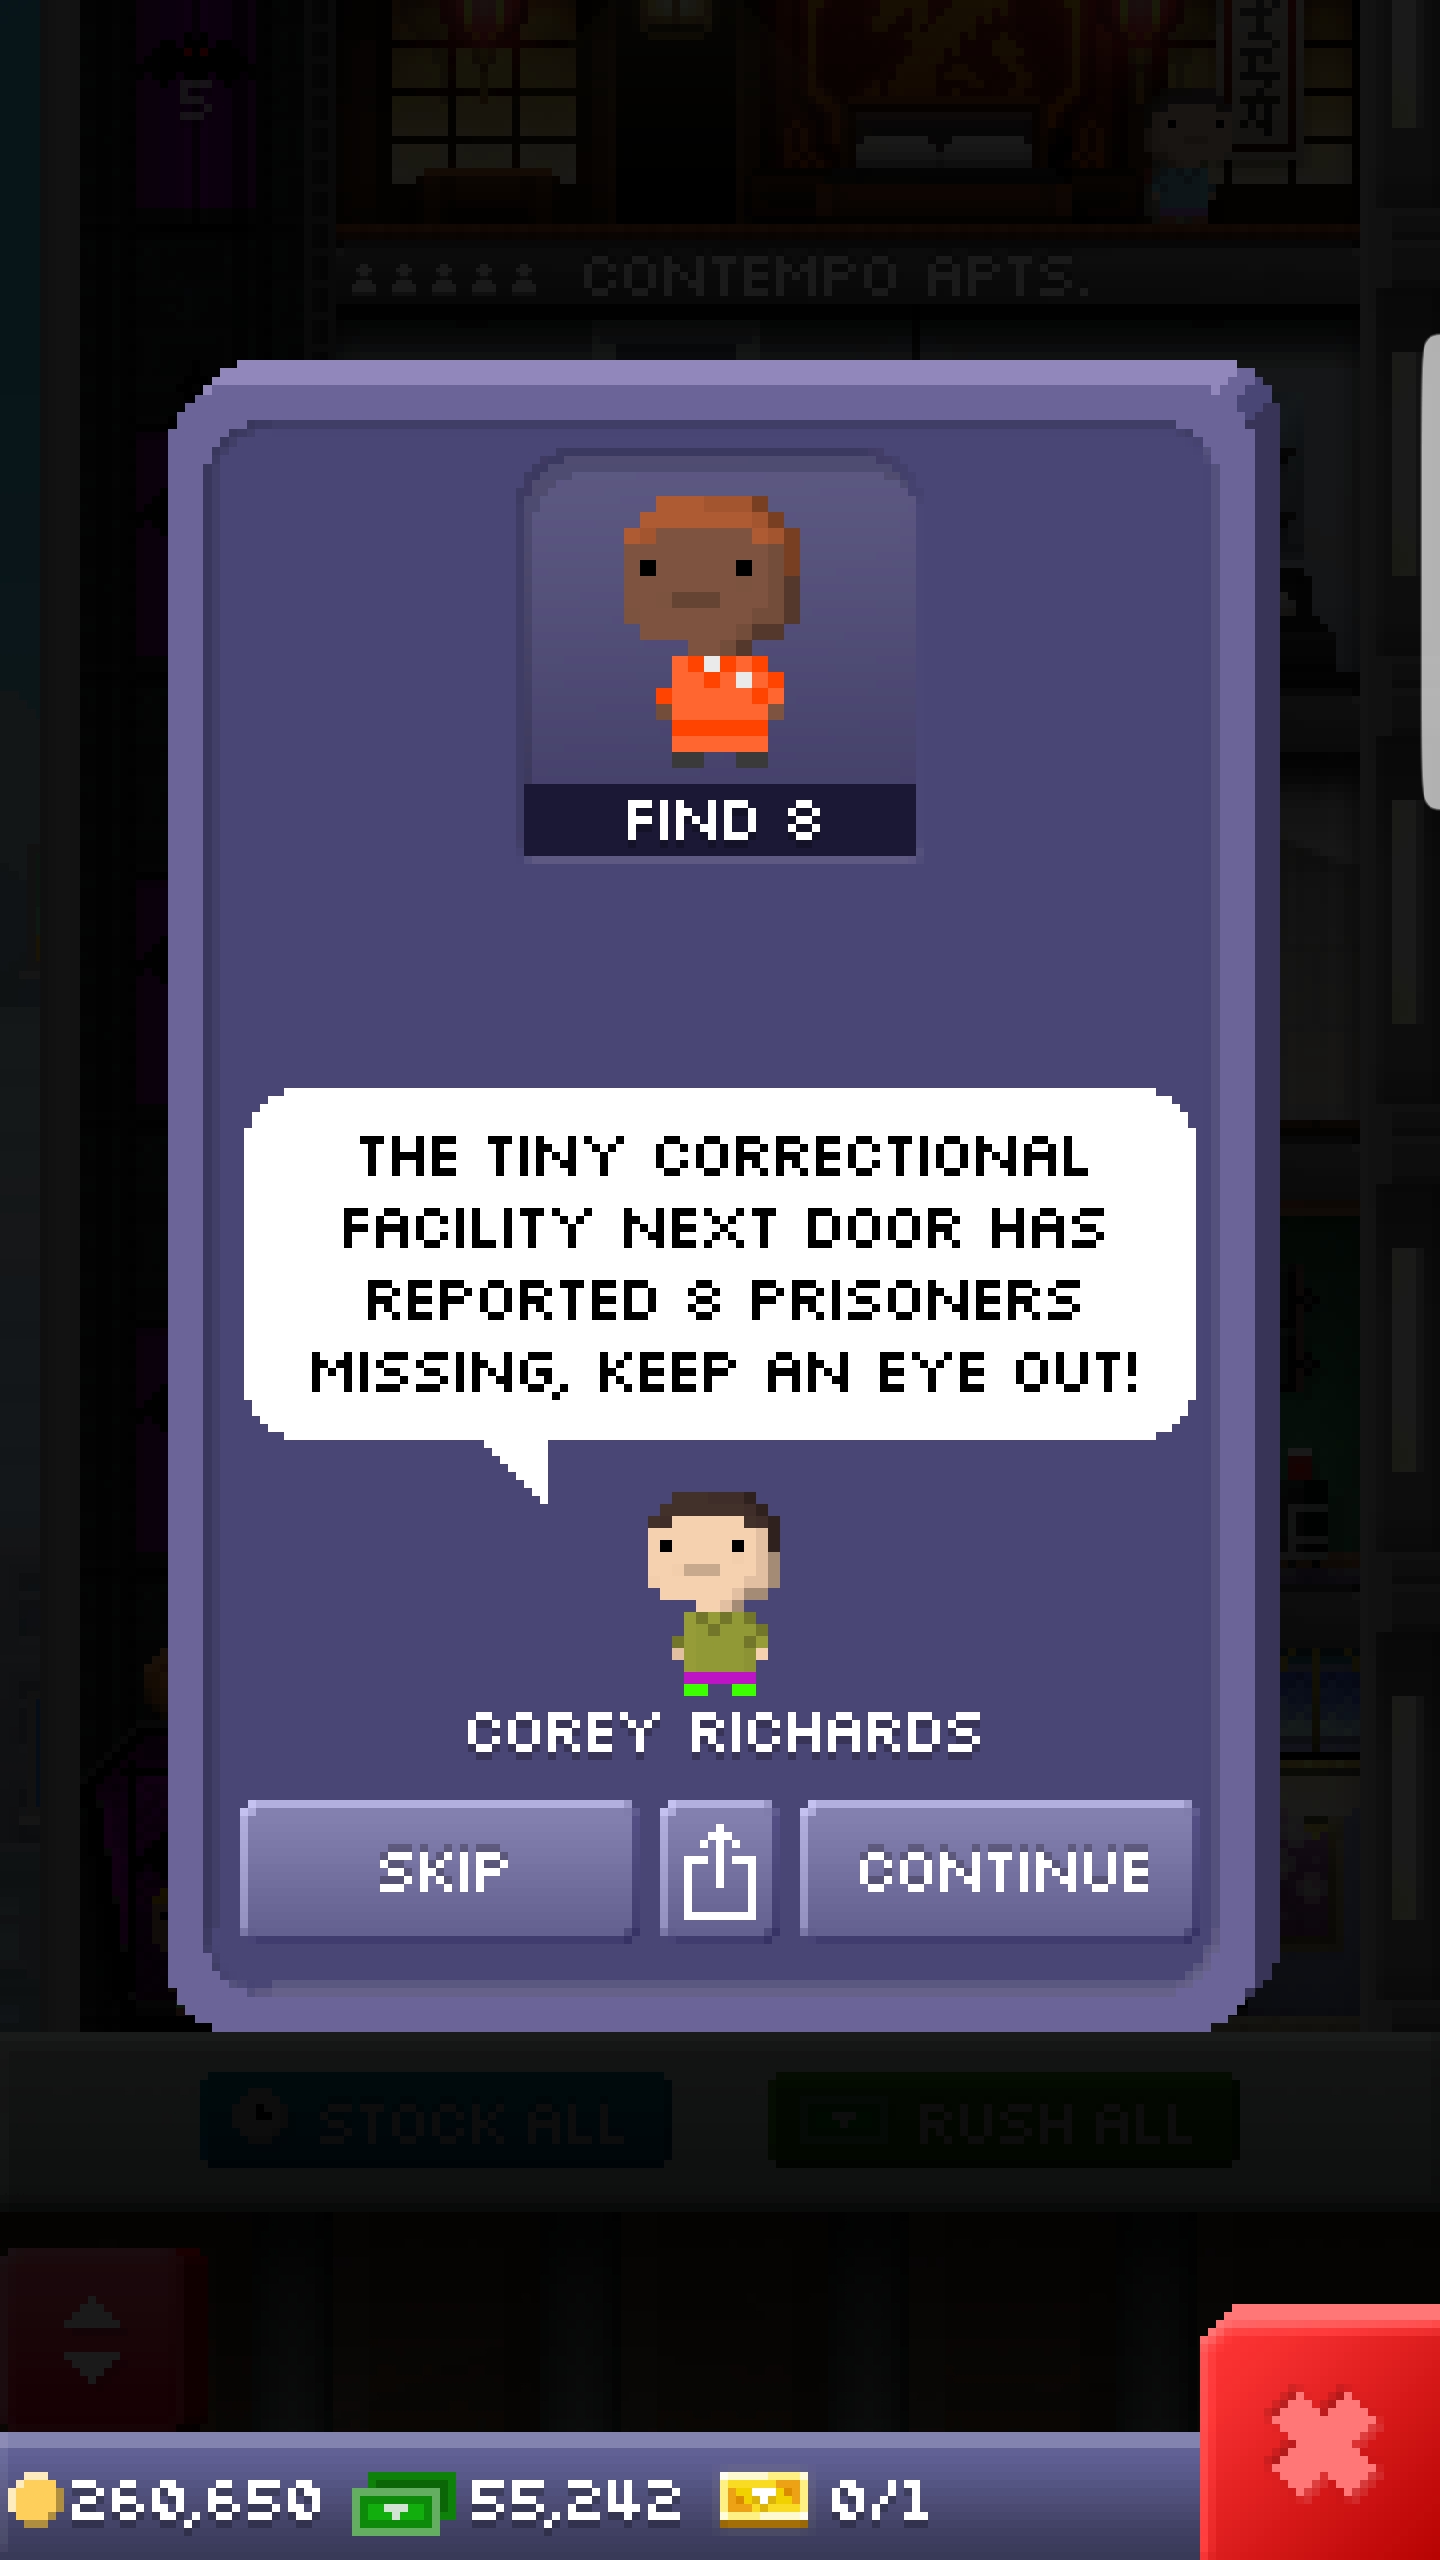 5
CONTEMPO APTS.
FIND 8
THE TINY CORRECTIONAL
FACILITY NEXT DOOR HAS
REPORTED 8 PRISONERS
MISSING, KEEP AN EYE OUT!
COREY RICHARDS
SKIP
CONTINUE
STOCK ALL
RUSH ALL
260,650
55,242
0/1